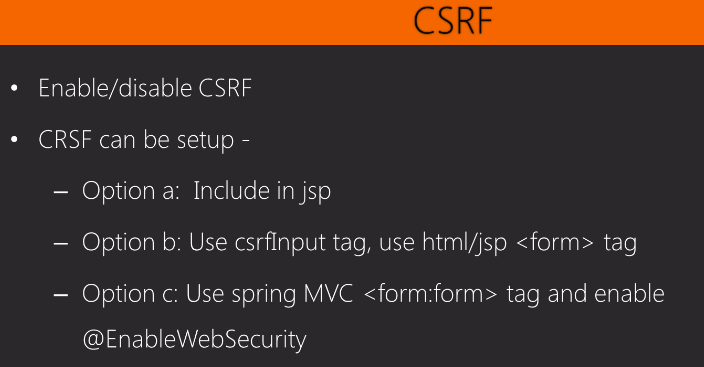 CSRF
• Enable/disable CSRF
• CRSF can be setup -
– Option a: Include in jsp
– Option b: Use csrfInput tag, use html/jsp <form> tag
– Option c: Use spring MVC <form:form> tag and enable
@EnableWebSecurity